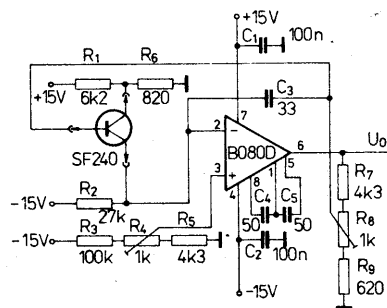 +15V
C1 100n
7
R1 R6
6k2 820
+15V
C3
33
SF240
2 −
B080D
6 U0
3 +
5
1
8
4
R7
4k3
R2
−15V
27k
R3 R4 R5
−15V
100k 1k 4k3
C4 C5
50 50
C2
100n
R8
1k
R9
620
−15V